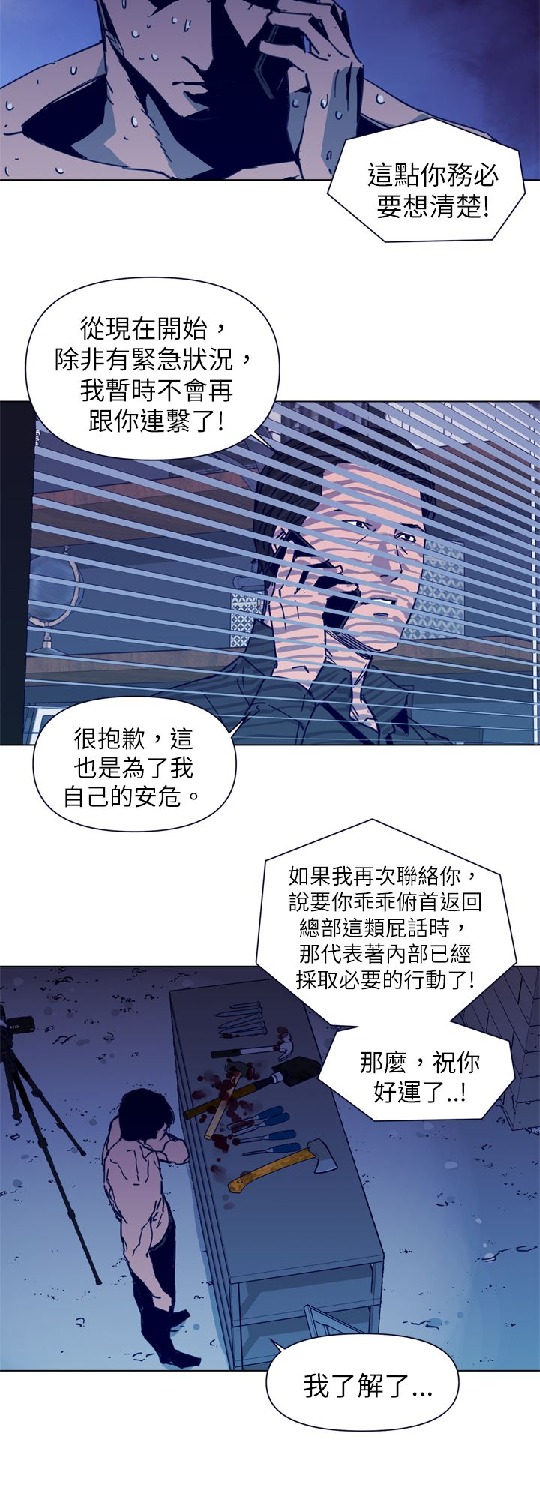 這點你務必
要想清楚!
從現在開始，
除非有緊急狀況，
我暫時不會再
跟你連繫了!
很抱歉，這
也是為了我
自己的安危。
如果我再次聯絡你，
說要你乖乖俯首返回
總部這類屁話時，
那代表著內部已經
採取必要的行動了!
那麼，祝你
好運了..!
我了解了...